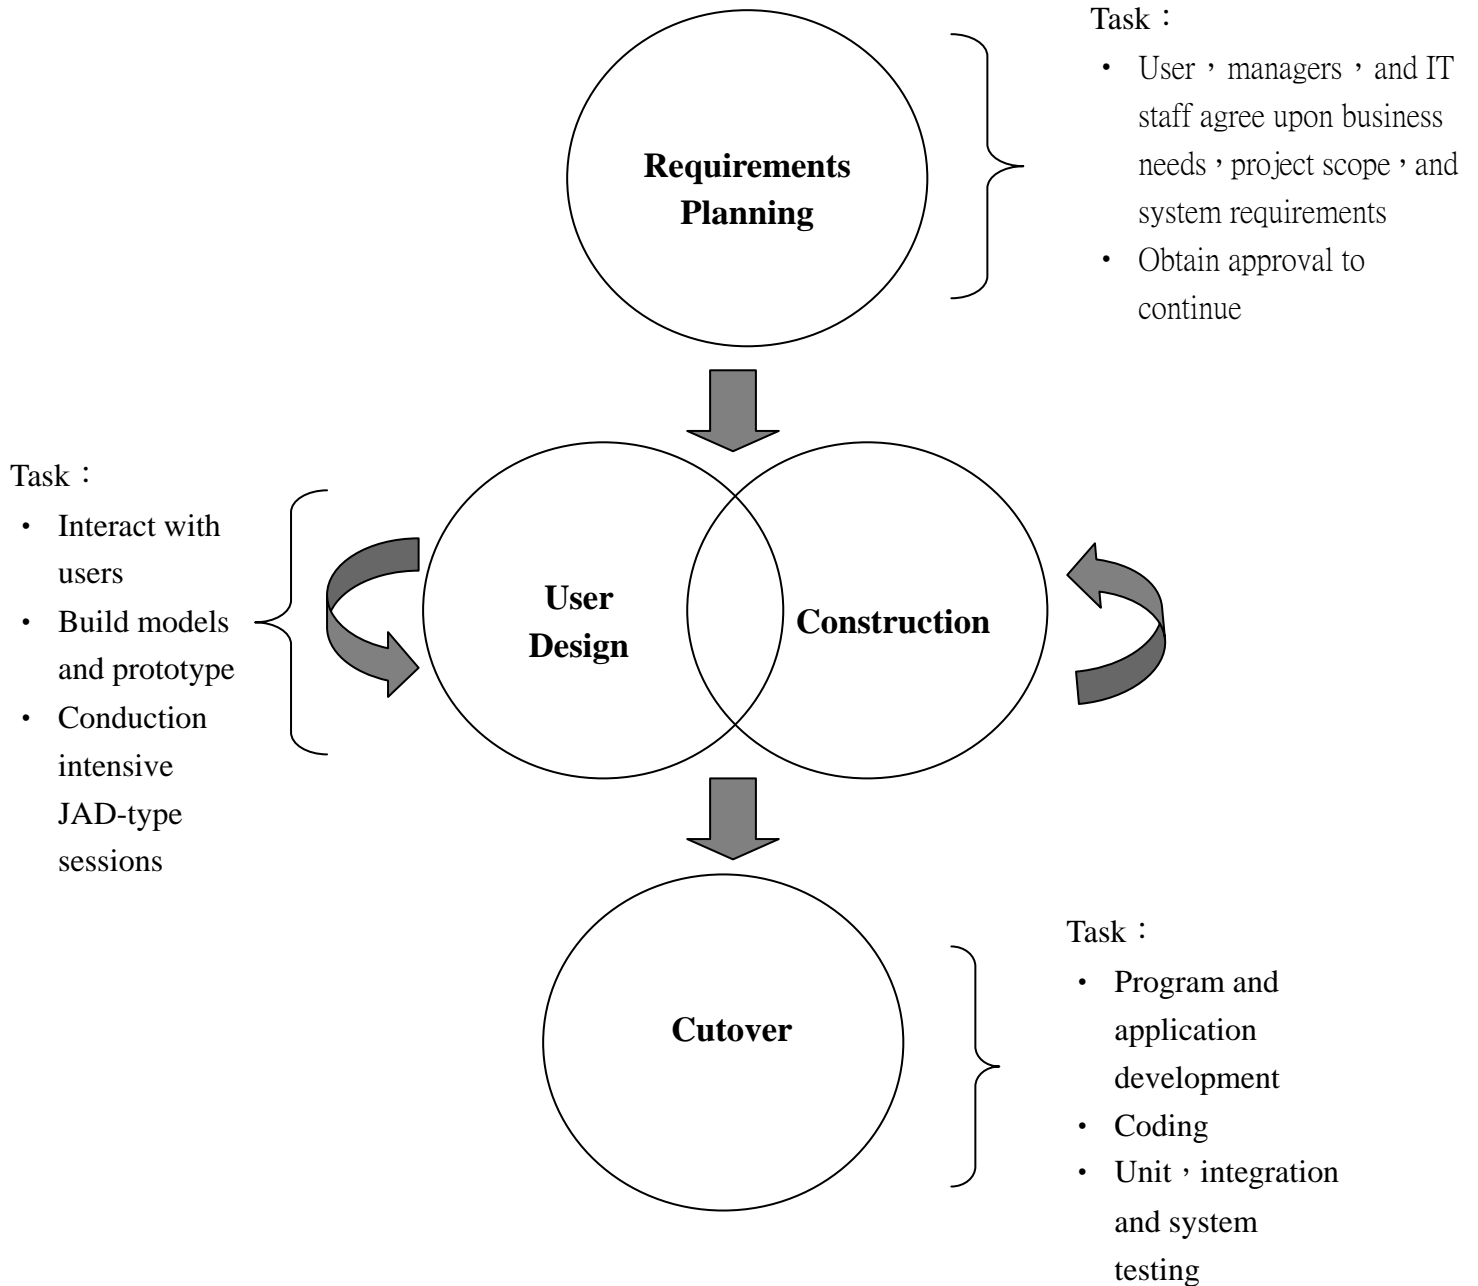 Task：
• User，managers，and IT
staff agree upon business
needs，project scope，and
system requirements
• Obtain approval to
continue
Requirements
Planning
Task：
• Interact with
users
• Build models
and prototype
• Conduction
intensive
JAD-type
sessions
User
Design
Construction
Cutover
Task：
• Program and
application
development
• Coding
• Unit，integration
and system
testing